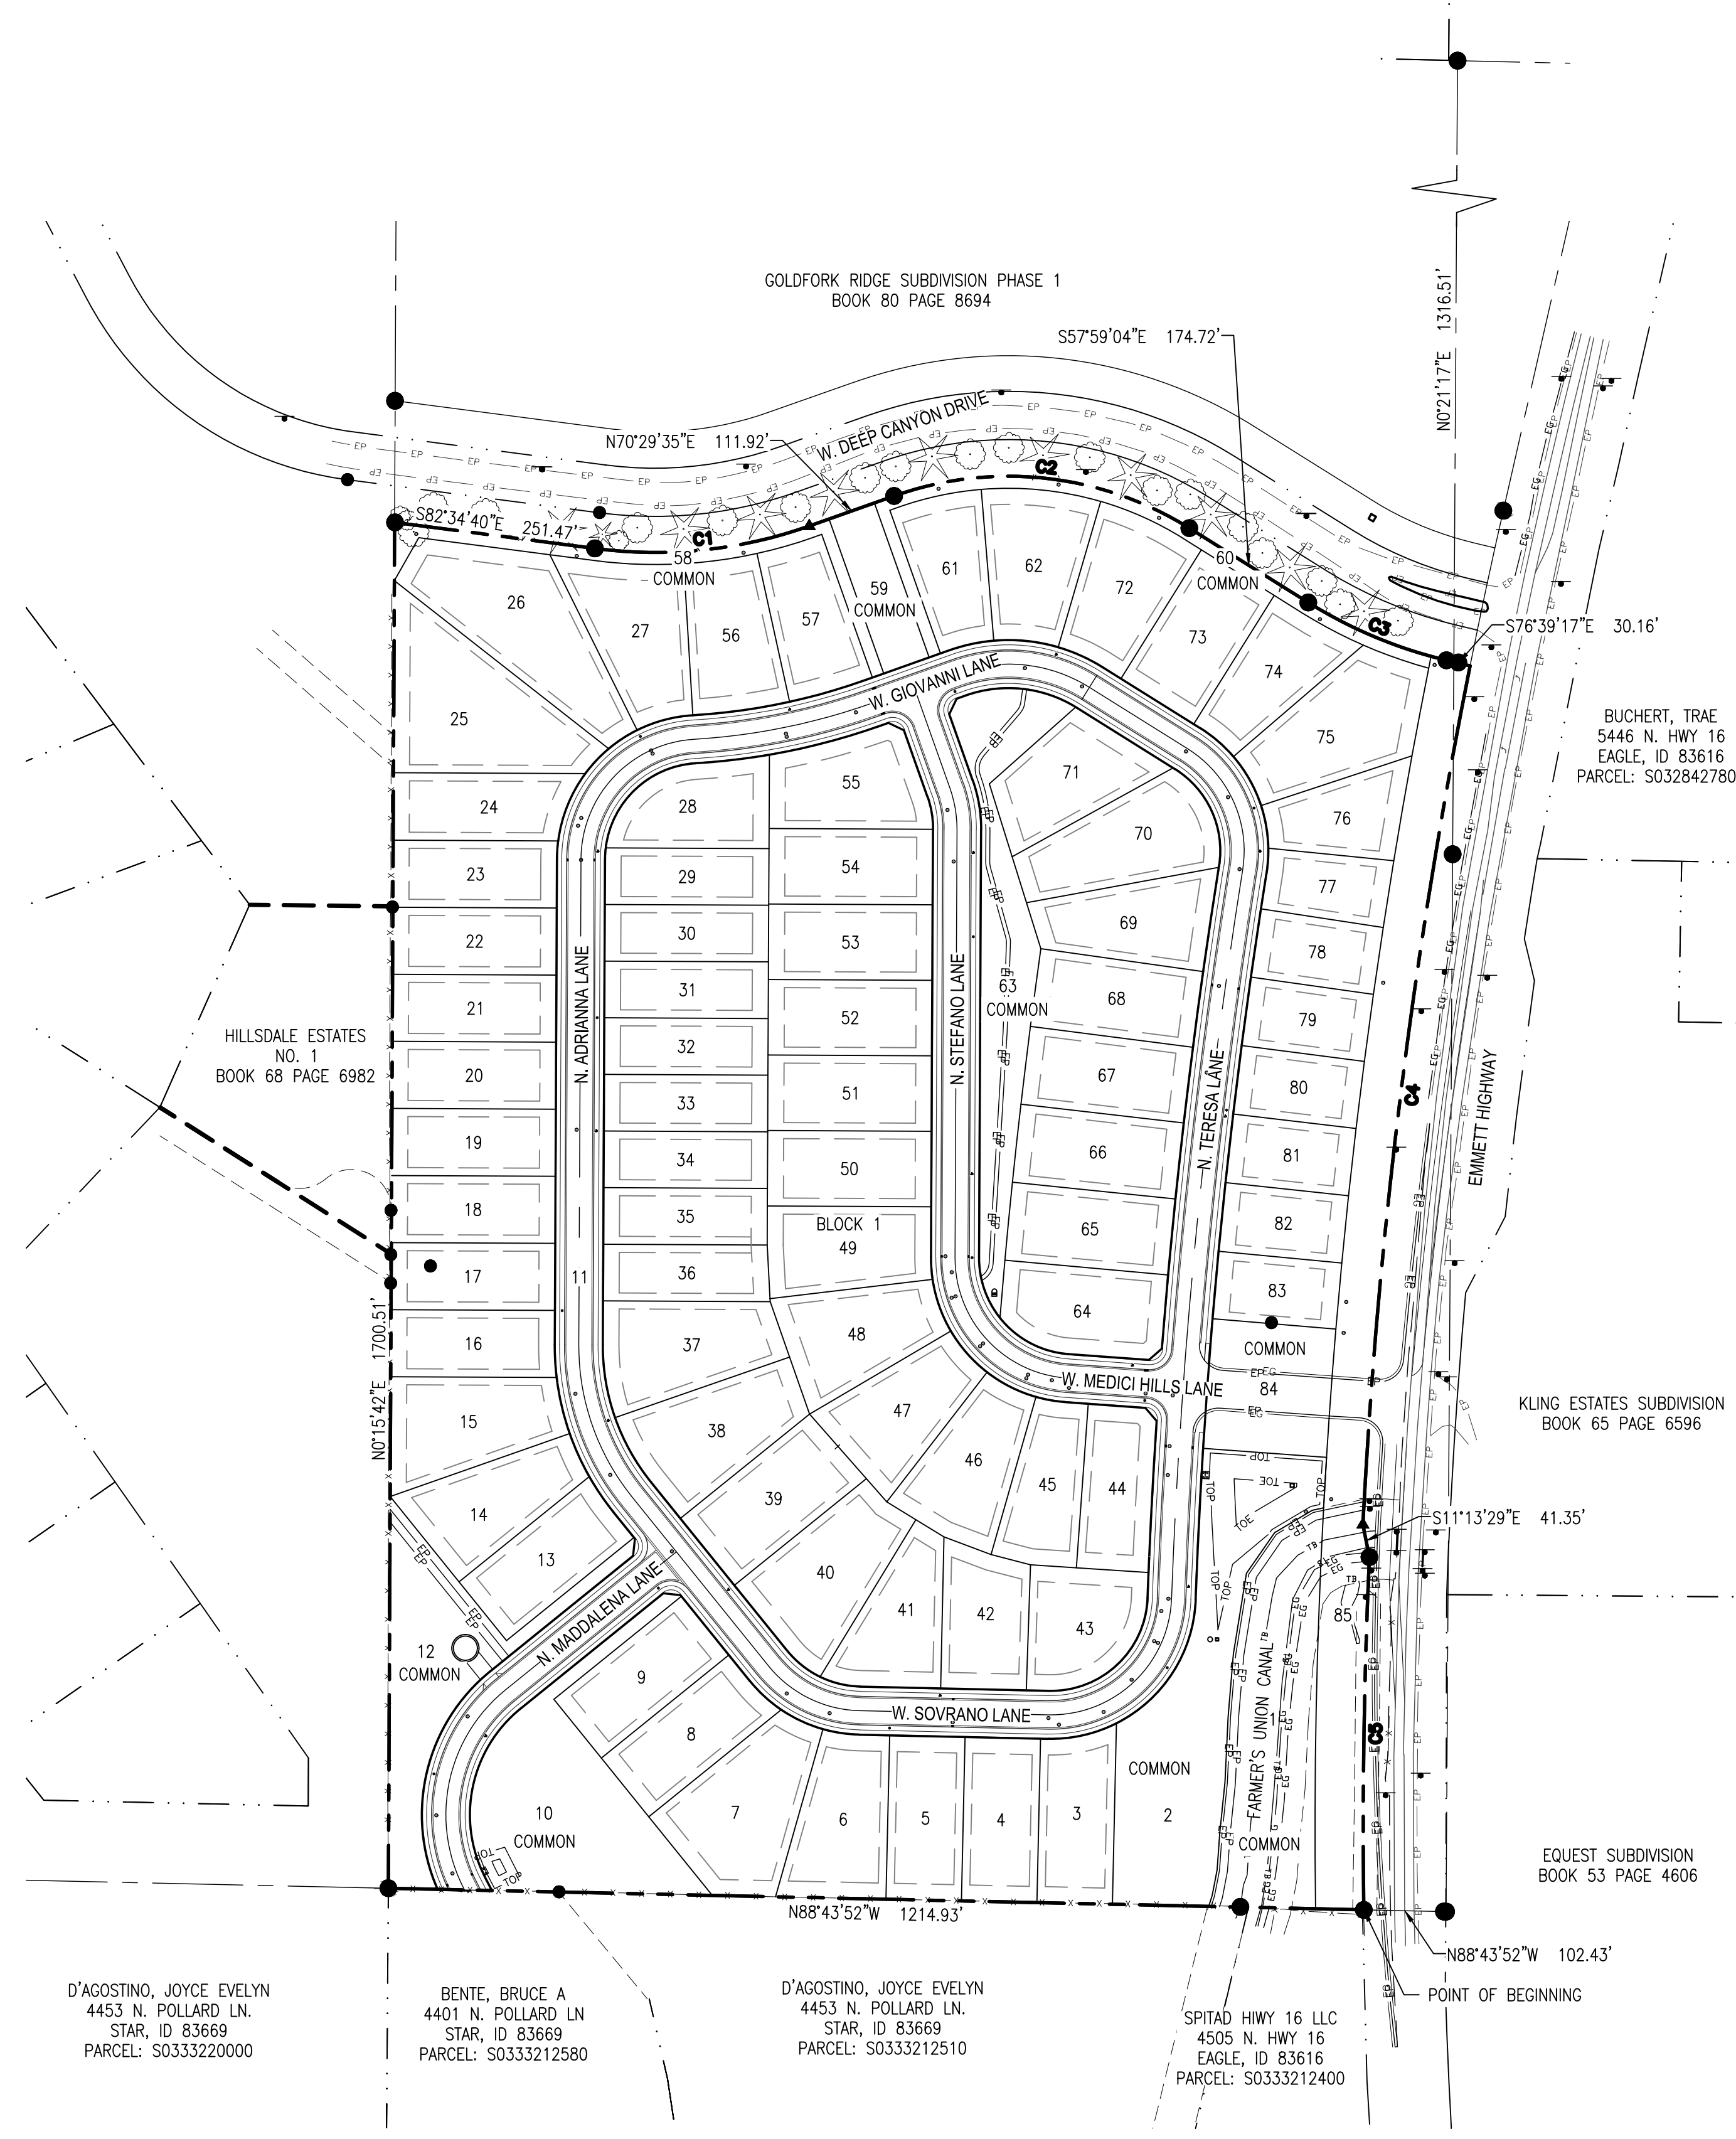 GOLDFORK RIDGE SUBDIVISION PHASE 1
BOOK 80 PAGE 8694
N0°21'17"E 1316.51'
S57°59'04"E 174.72'
W. DEEP CANYON DRIVE
N70°29'35"E 111.92'
C2
S82°34'40"E 251.47'
C1
58
COMMON
60
COMMON
59
COMMON
C3
S76°39'17"E 30.16'
61
62
72
73
74
75
26
27
56
57
25
W. GIOVANNI LANE
BUCHERT, TRAE
5446 N. HWY 16
EAGLE, ID 83616
PARCEL: S032842780
71
55
24
28
70
76
23
29
54
77
22
30
53
69
78
21
31
52
63
COMMON
68
79
HILLSDALE ESTATES
NO. 1
BOOK 68 PAGE 6982
N. ADRIANNA LANE
N. STEFANO LANE
N. TERESA LANE
C4
EMMETT HIGHWAY
20
32
51
67
80
19
33
50
66
81
18
34
35
BLOCK 1
49
65
82
17
11
36
64
83
N0°15'42"E 1700.51'
16
37
48
COMMON
84
W. MEDICI HILLS LANE
KLING ESTATES SUBDIVISION
BOOK 65 PAGE 6596
15
38
47
46
45
44
TOP
TOE
TOP
TOP
TOE
14
39
S11°13'29"E 41.35'
13
40
TB
TB
85
N. MADDALENA LANE
41
42
43
TOP
TOP
12
COMMON
9
8
W. SOVRANO LANE
FARMER'S UNION CANAL
1
COMMON
C5
COMMON
2
10
COMMON
7
6
5
4
3
TOP
TOP
EQUEST SUBDIVISION
BOOK 53 PAGE 4606
N88°43'52"W 1214.93'
N88°43'52"W 102.43'
POINT OF BEGINNING
D'AGOSTINO, JOYCE EVELYN
4453 N. POLLARD LN.
STAR, ID 83669
PARCEL: S0333220000
BENTE, BRUCE A
4401 N. POLLARD LN
STAR, ID 83669
PARCEL: S0333212580
D'AGOSTINO, JOYCE EVELYN
4453 N. POLLARD LN.
STAR, ID 83669
PARCEL: S0333212510
SPITAD HIWY 16 LLC
4505 N. HWY 16
EAGLE, ID 83616
PARCEL: S0333212400